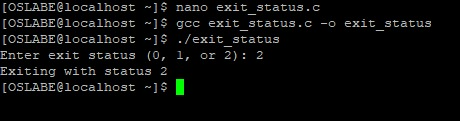 [OSLABE@localhost ~]$ nano exit_status.c
[OSLABE@localhost ~]$ gcc exit_status.c -o exit_status
[OSLABE@localhost ~]$ ./exit_status
Enter exit status (0, 1, or 2): 2
Exiting with status 2
[OSLABE@localhost ~]$